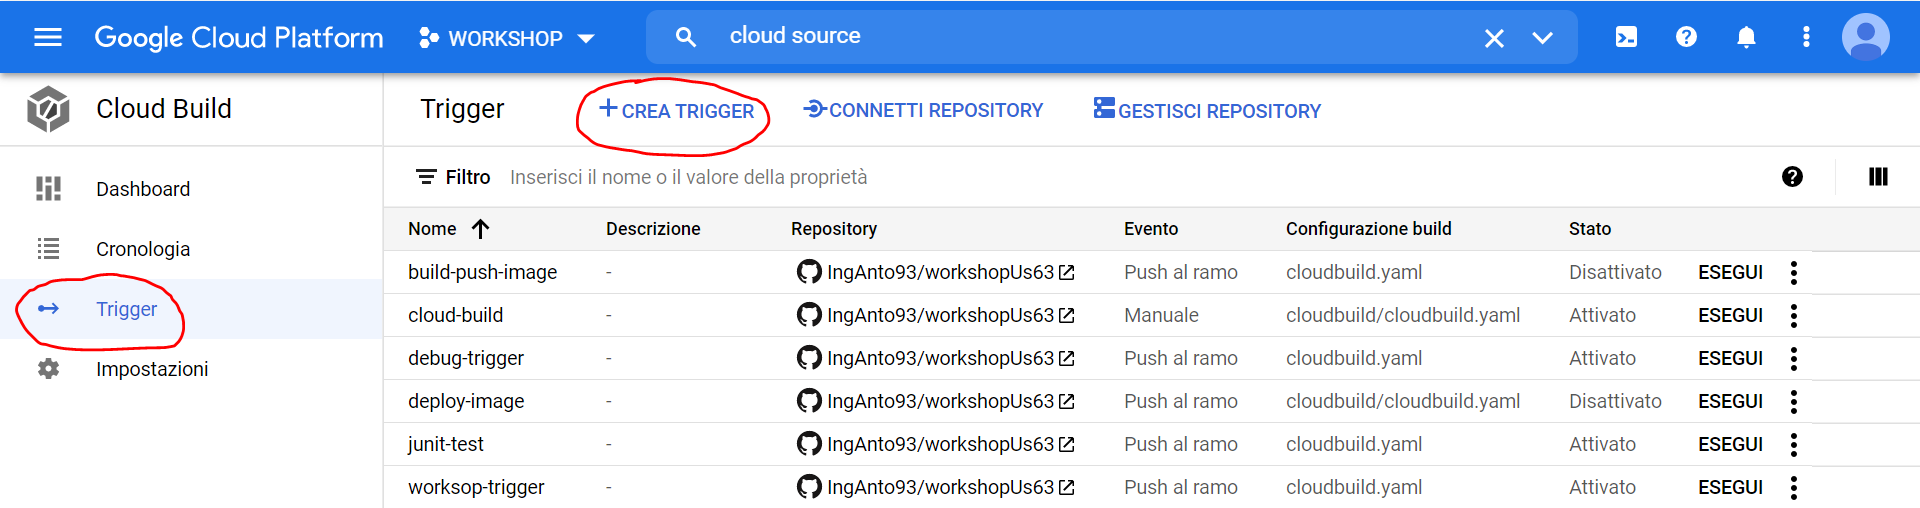 Google Cloud Platform WORKSHOP cloud source
Cloud Build
Trigger CREA TRIGGER CONNETTI REPOSITORY GESTISCI REPOSITORY
Dashboard
Cronologia
Trigger
Impostazioni
Filtro Inserisci il nome o il valore della proprietà
Nome Descrizione Repository Evento Configurazione build Stato
build-push-image - IngAnto93/workshopUs63 Push al ramo cloudbuild.yaml Disattivato ESEGUI
cloud-build - IngAnto93/workshopUs63 Manuale cloudbuild/cloudbuild.yaml Attivato ESEGUI
debug-trigger - IngAnto93/workshopUs63 Push al ramo cloudbuild.yaml Attivato ESEGUI
deploy-image - IngAnto93/workshopUs63 Push al ramo cloudbuild/cloudbuild.yaml Disattivato ESEGUI
junit-test - IngAnto93/workshopUs63 Push al ramo cloudbuild.yaml Attivato ESEGUI
worksop-trigger - IngAnto93/workshopUs63 Push al ramo cloudbuild.yaml Attivato ESEGUI